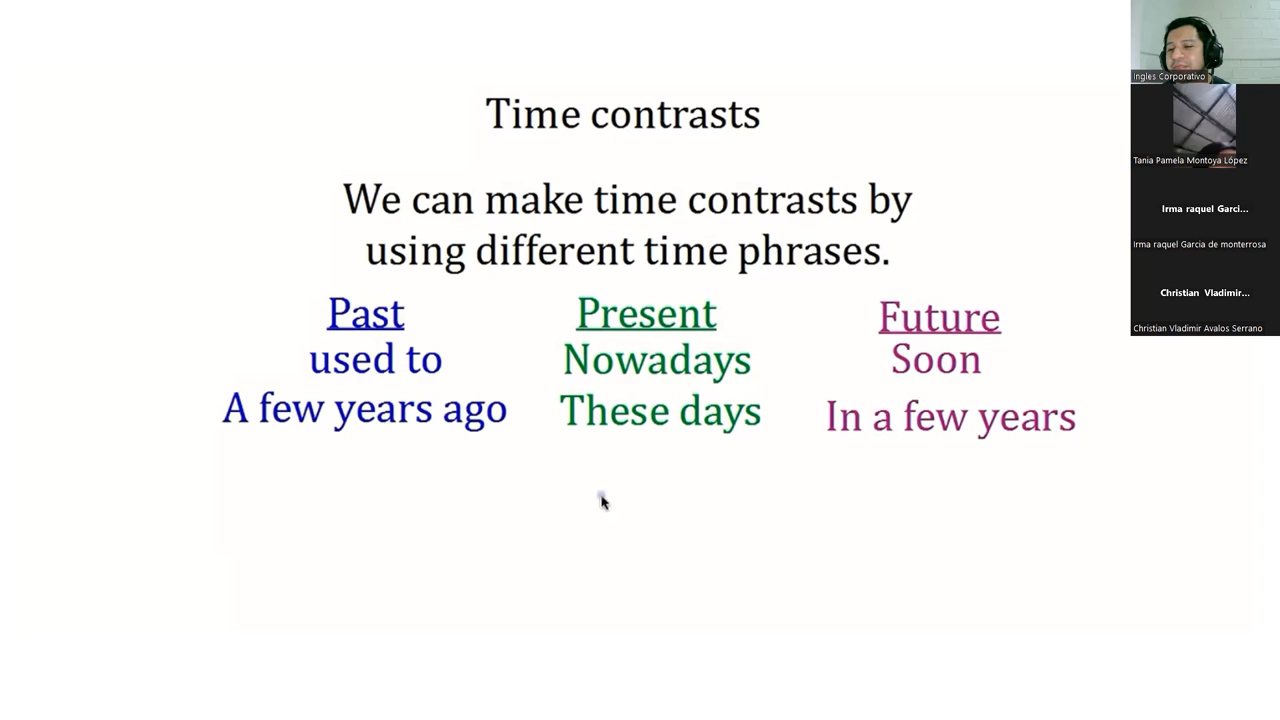 Time contrasts
We can make time contrasts by
using different time phrases.
Past Present Future
used to Nowadays Soon
A few years ago These days In a few years
Ingles Corporativo
Tania Pamela Montoya López
Irma raquel Garci...
Irma raquel Garcia de monterrosa
Christian Vladimir...
Christian Vladimir Avalos Serrano